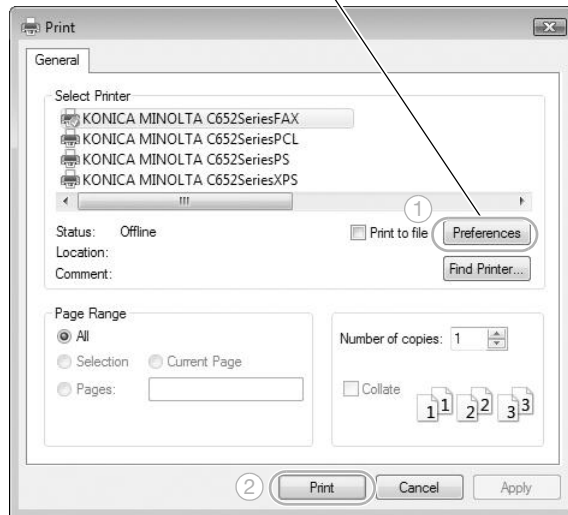 Print
General
Select Printer
KONICA MINOLTA C652SeriesFAX
KONICA MINOLTA C652SeriesPCL
KONICA MINOLTA C652SeriesPS
KONICA MINOLTA C652SeriesXPS
1
Status: Offline Print to file Preferences
Location:
Comment: Find Printer...
Page Range
All Number of copies: 1
Selection Current Page
Pages: Collate
1 1 2 2 3 3
2 Print Cancel Apply